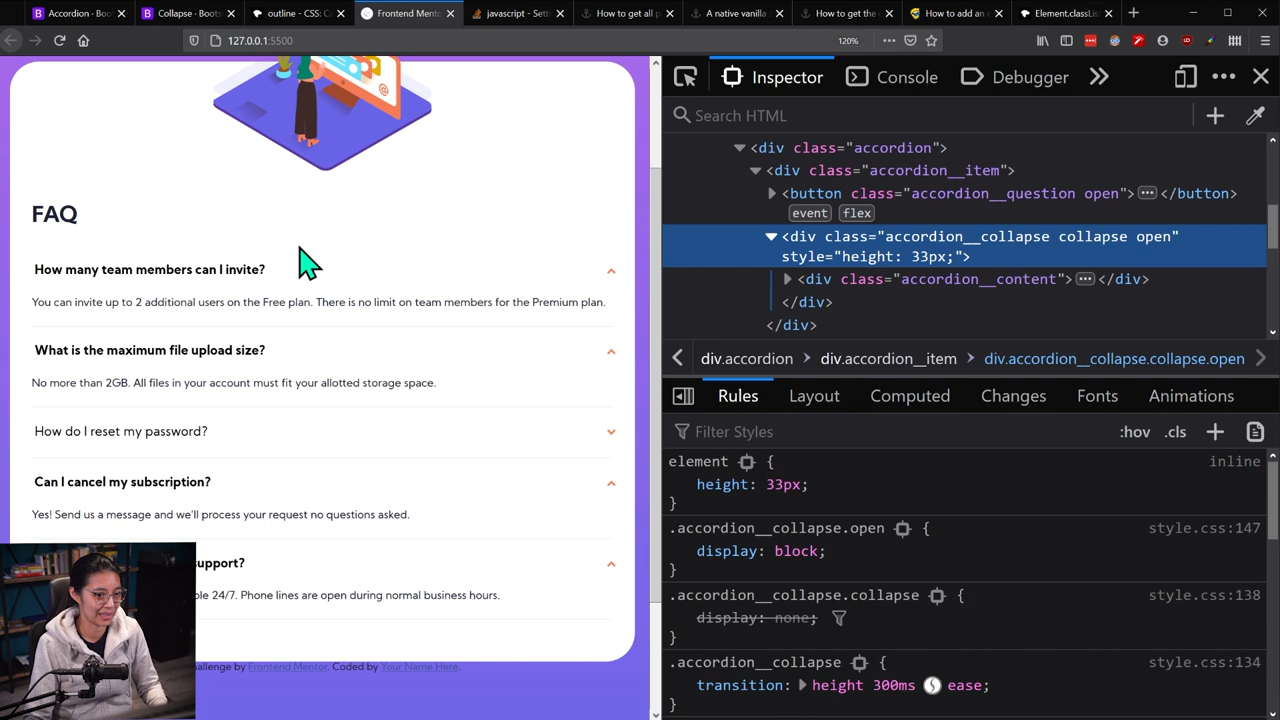 Accordion · Boot
Collapse · Boots
outline - CSS: Ca
Frontend Mento
javascript - Setti
How to get all p
A native vanilla
How to get the c
How to add an e
Element.classLis
127.0.0.1:5500
120%
FAQ
How many team members can I invite?
You can invite up to 2 additional users on the Free plan. There is no limit on team members for the Premium plan.
What is the maximum file upload size?
No more than 2GB. All files in your account must fit your allotted storage space.
How do I reset my password?
Can I cancel my subscription?
Yes! Send us a message and we'll process your request no questions asked.
support?
24/7. Phone lines are open during normal business hours.
by Frontend Mentor. Coded by Your Name Here.
Inspector
Console
Debugger
Search HTML
<div class="accordion">
<div class="accordion__item">
<button class="accordion__question open"> </button>
event flex
<div class="accordion__collapse collapse open"
style="height: 33px;">
<div class="accordion__content"> </div>
</div>
</div>
div.accordion
div.accordion__item
div.accordion__collapse.collapse.open
Rules
Layout
Computed
Changes
Fonts
Animations
Filter Styles
:hov
.cls
element {
inline
height: 33px;
}
.accordion__collapse.open {
style.css:147
display: block;
}
.accordion__collapse.collapse {
style.css:138
display: none;
}
.accordion__collapse {
style.css:134
transition: height 300ms ease;
}